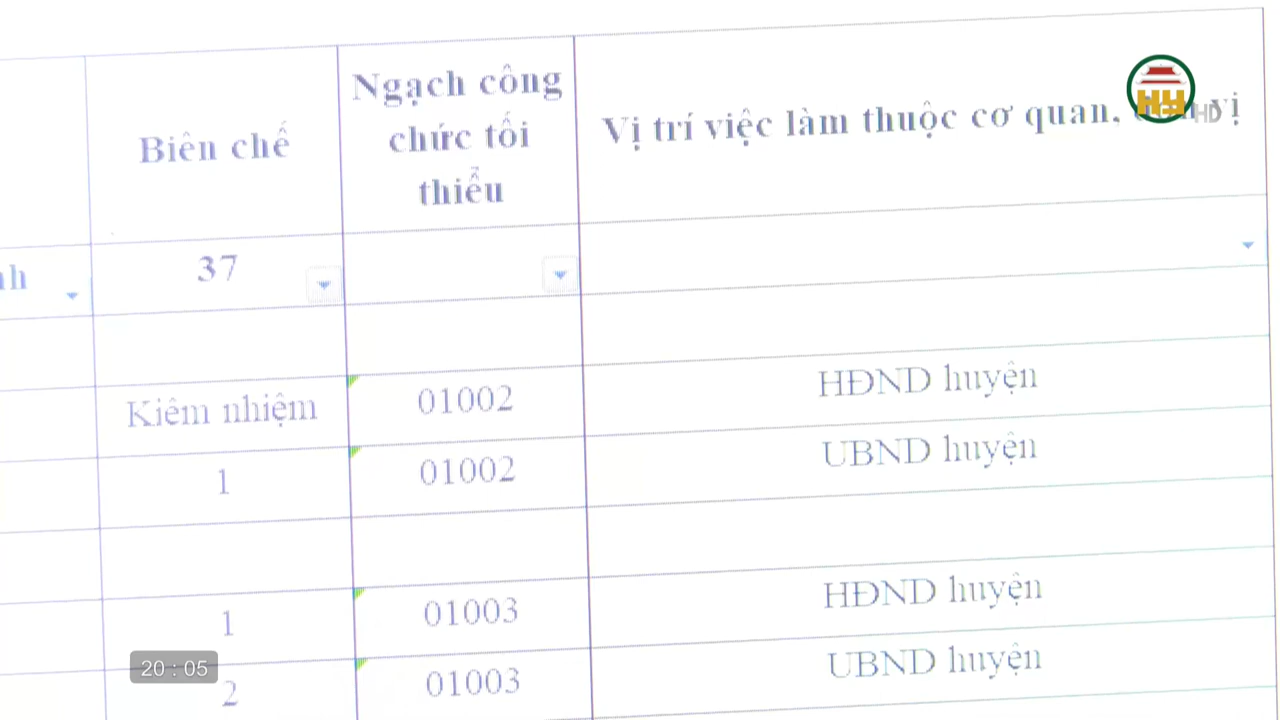 Biên chế
Ngạch công
chức tối
thiểu
Vị trí việc làm thuộc cơ quan,
HD
37
Kiêm nhiệm
01002
HĐND huyện
1
01002
UBND huyện
1
01003
HĐND huyện
2
01003
UBND huyện
20 : 05